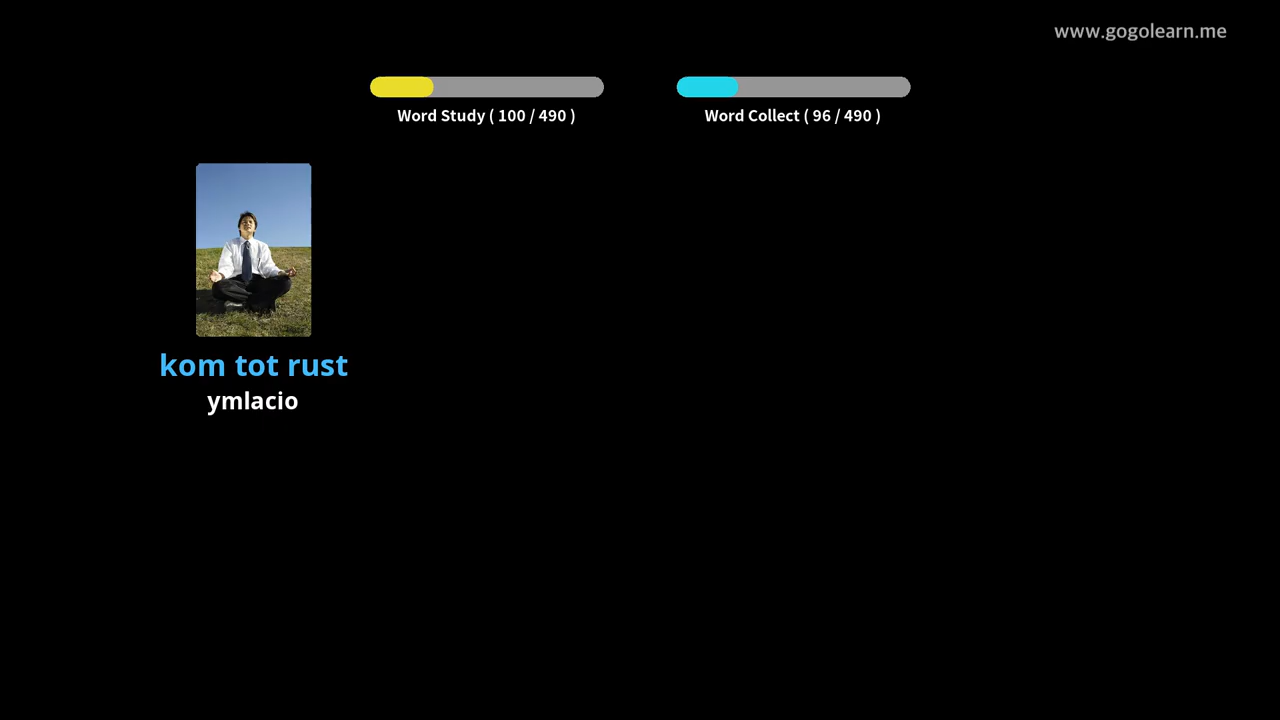 www.gogolearn.me
Word Study ( 100 / 490 )
Word Collect ( 96 / 490 )
kom tot rust
ymlacio